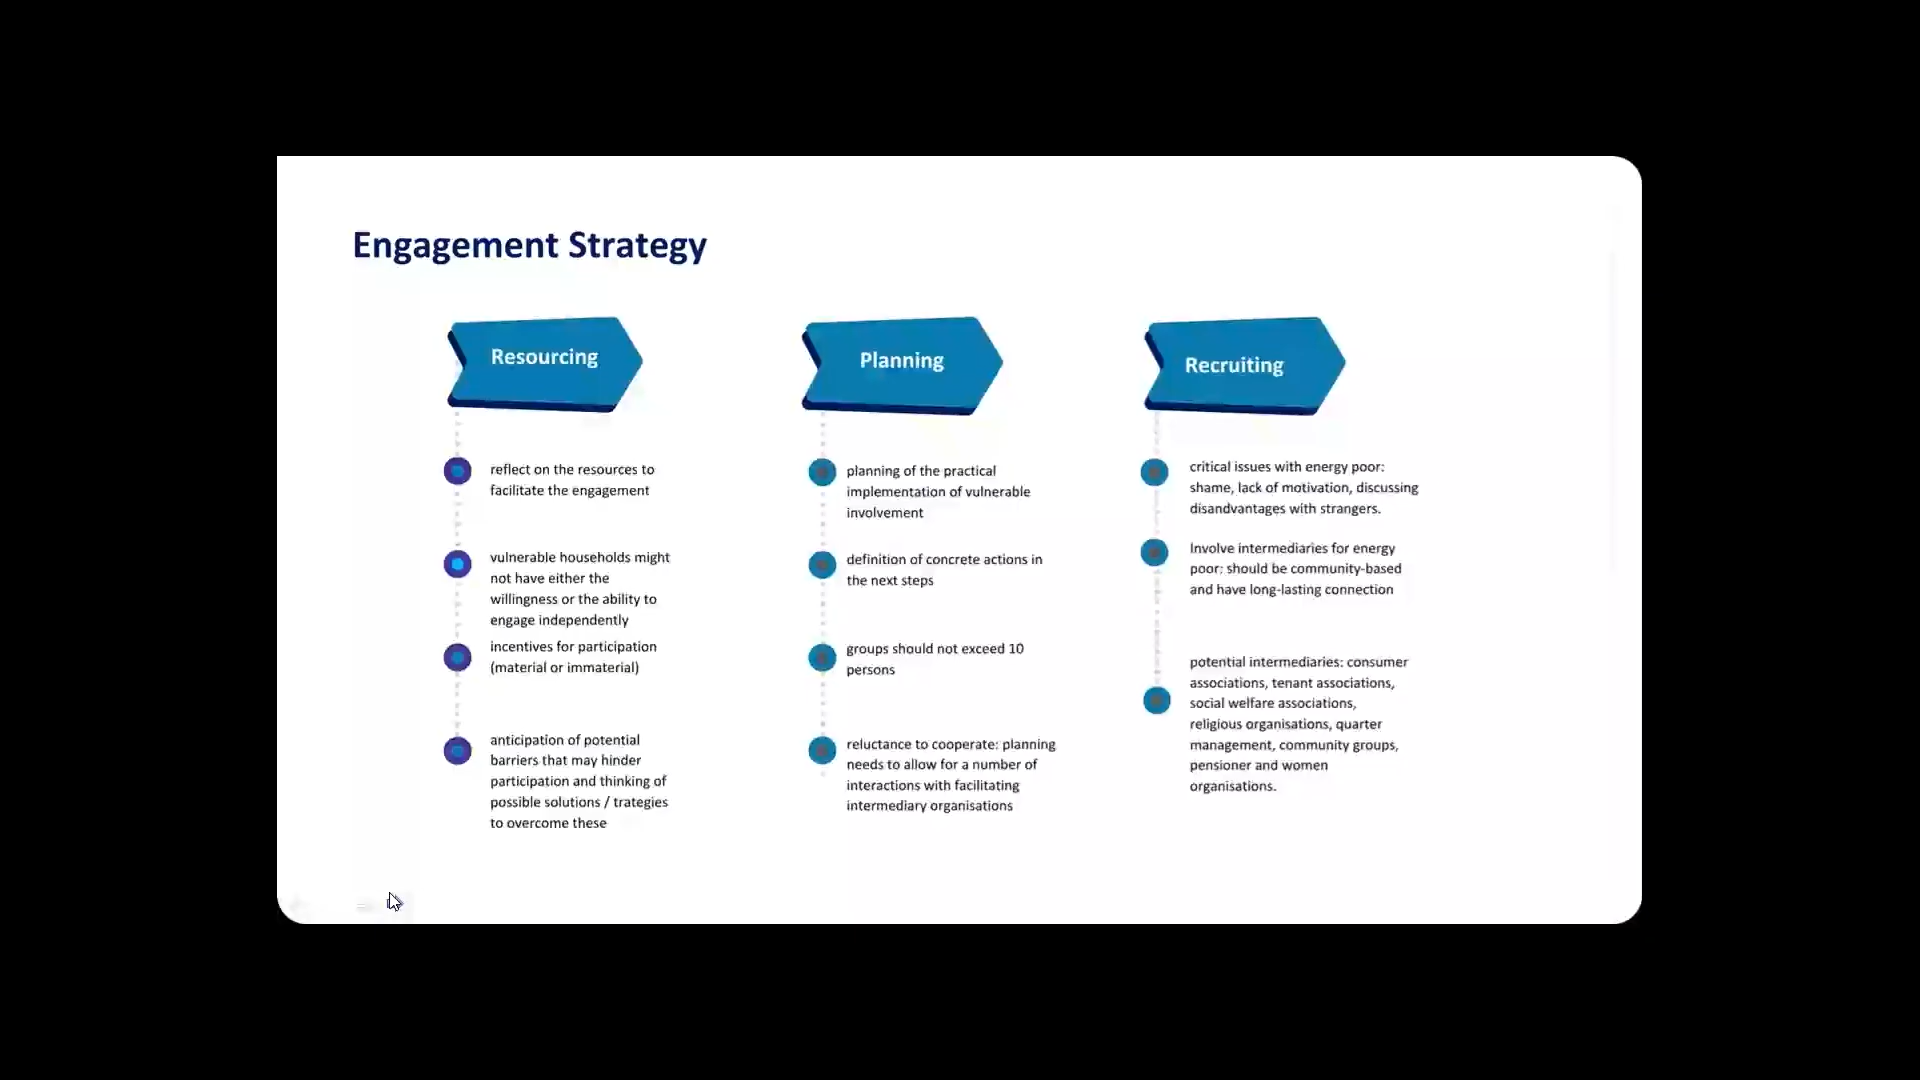 Engagement Strategy
Resourcing
reflect on the resources to
facilitate the engagement
vulnerable households might
not have either the
willingness or the ability to
engage independently
incentives for participation
(material or immaterial)
anticipation of potential
barriers that may hinder
participation and thinking of
possible solutions / trategies
to overcome these
Planning
planning of the practical
implementation of vulnerable
involvement
definition of concrete actions in
the next steps
groups should not exceed 10
persons
reluctance to cooperate: planning
needs to allow for a number of
interactions with facilitating
intermediary organisations
Recruiting
critical issues with energy poor:
shame, lack of motivation, discussing
disandvantages with strangers.
Involve intermediaries for energy
poor: should be community-based
and have long-lasting connection
potential intermediaries: consumer
associations, tenant associations,
social welfare associations,
religious organisations, quarter
management, community groups,
pensioner and women
organisations.